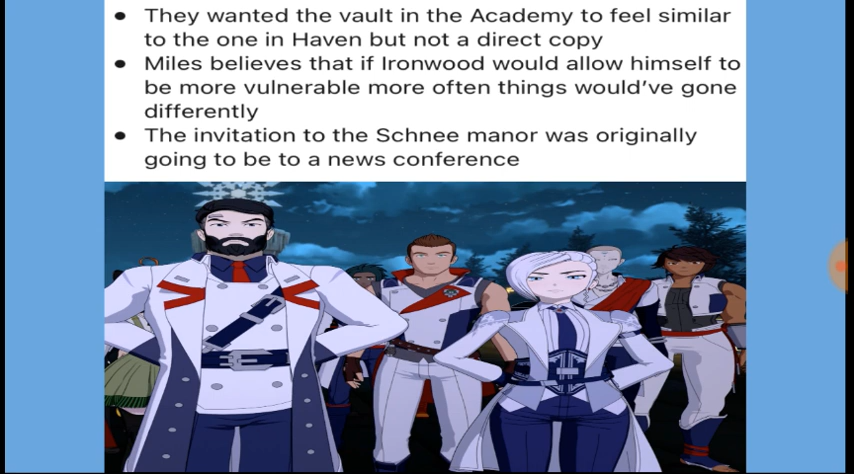 ● They wanted the vault in the Academy to feel similar
to the one in Haven but not a direct copy
● Miles believes that if Ironwood would allow himself to
be more vulnerable more often things would've gone
differently
● The invitation to the Schnee manor was originally
going to be to a news conference